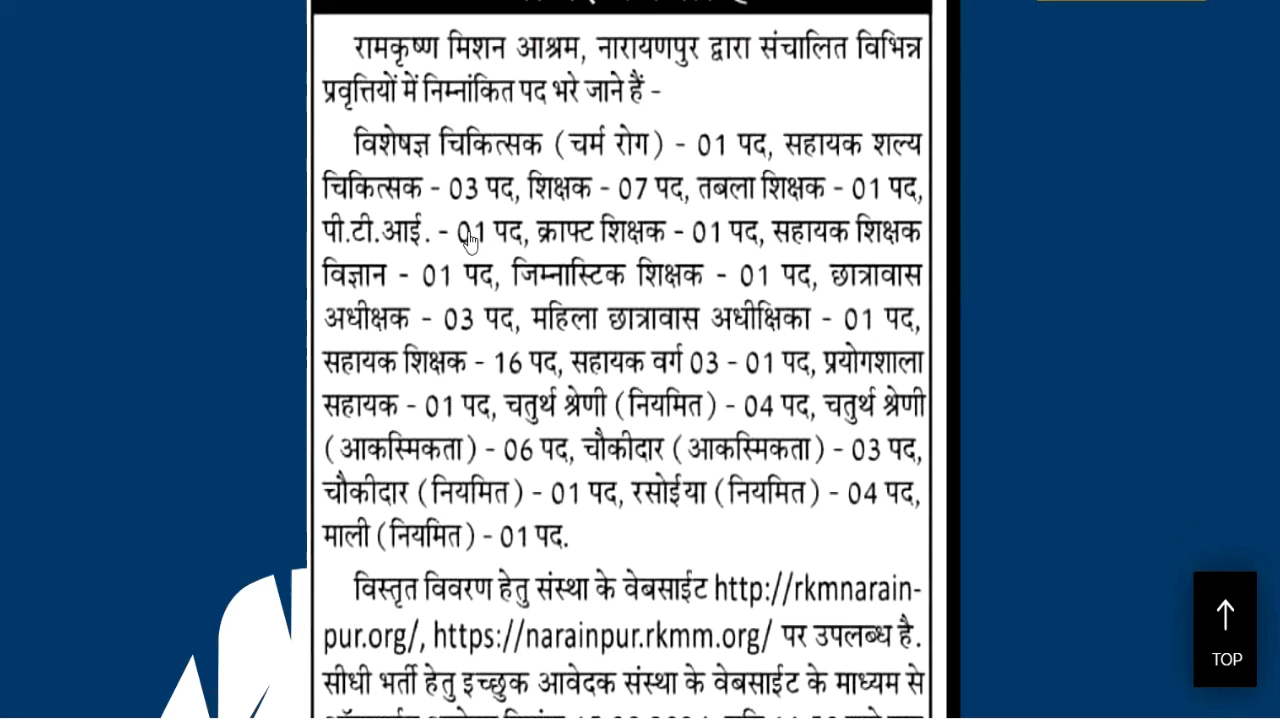 रामकृष्ण मिशन आश्रम, नारायणपुर द्वारा संचालित विभिन्न
प्रवृत्तियों में निम्नांकित पद भरे जाने हैं -
विशेषज्ञ चिकित्सक (चर्म रोग) - 01 पद, सहायक शल्य
चिकित्सक - 03 पद, शिक्षक - 07 पद, तबला शिक्षक - 01 पद,
पी.टी.आई. - 01 पद, क्राफ्ट शिक्षक - 01 पद, सहायक शिक्षक
विज्ञान - 01 पद, जिम्नास्टिक शिक्षक - 01 पद, छात्रावास
अधीक्षक - 03 पद, महिला छात्रावास अधीक्षिका - 01 पद,
सहायक शिक्षक - 16 पद, सहायक वर्ग 03 - 01 पद, प्रयोगशाला
सहायक - 01 पद, चतुर्थ श्रेणी (नियमित) - 04 पद, चतुर्थ श्रेणी
(आकस्मिकता) - 06 पद, चौकीदार (आकस्मिकता) - 03 पद,
चौकीदार (नियमित) - 01 पद, रसोईया (नियमित) - 04 पद,
माली (नियमित) - 01 पद.
विस्तृत विवरण हेतु संस्था के वेबसाईट http://rkmnarain-
pur.org/, https://narainpur.rkmm.org/ पर उपलब्ध है.
सीधी भर्ती हेतु इच्छुक आवेदक संस्था के वेबसाईट के माध्यम से
TOP